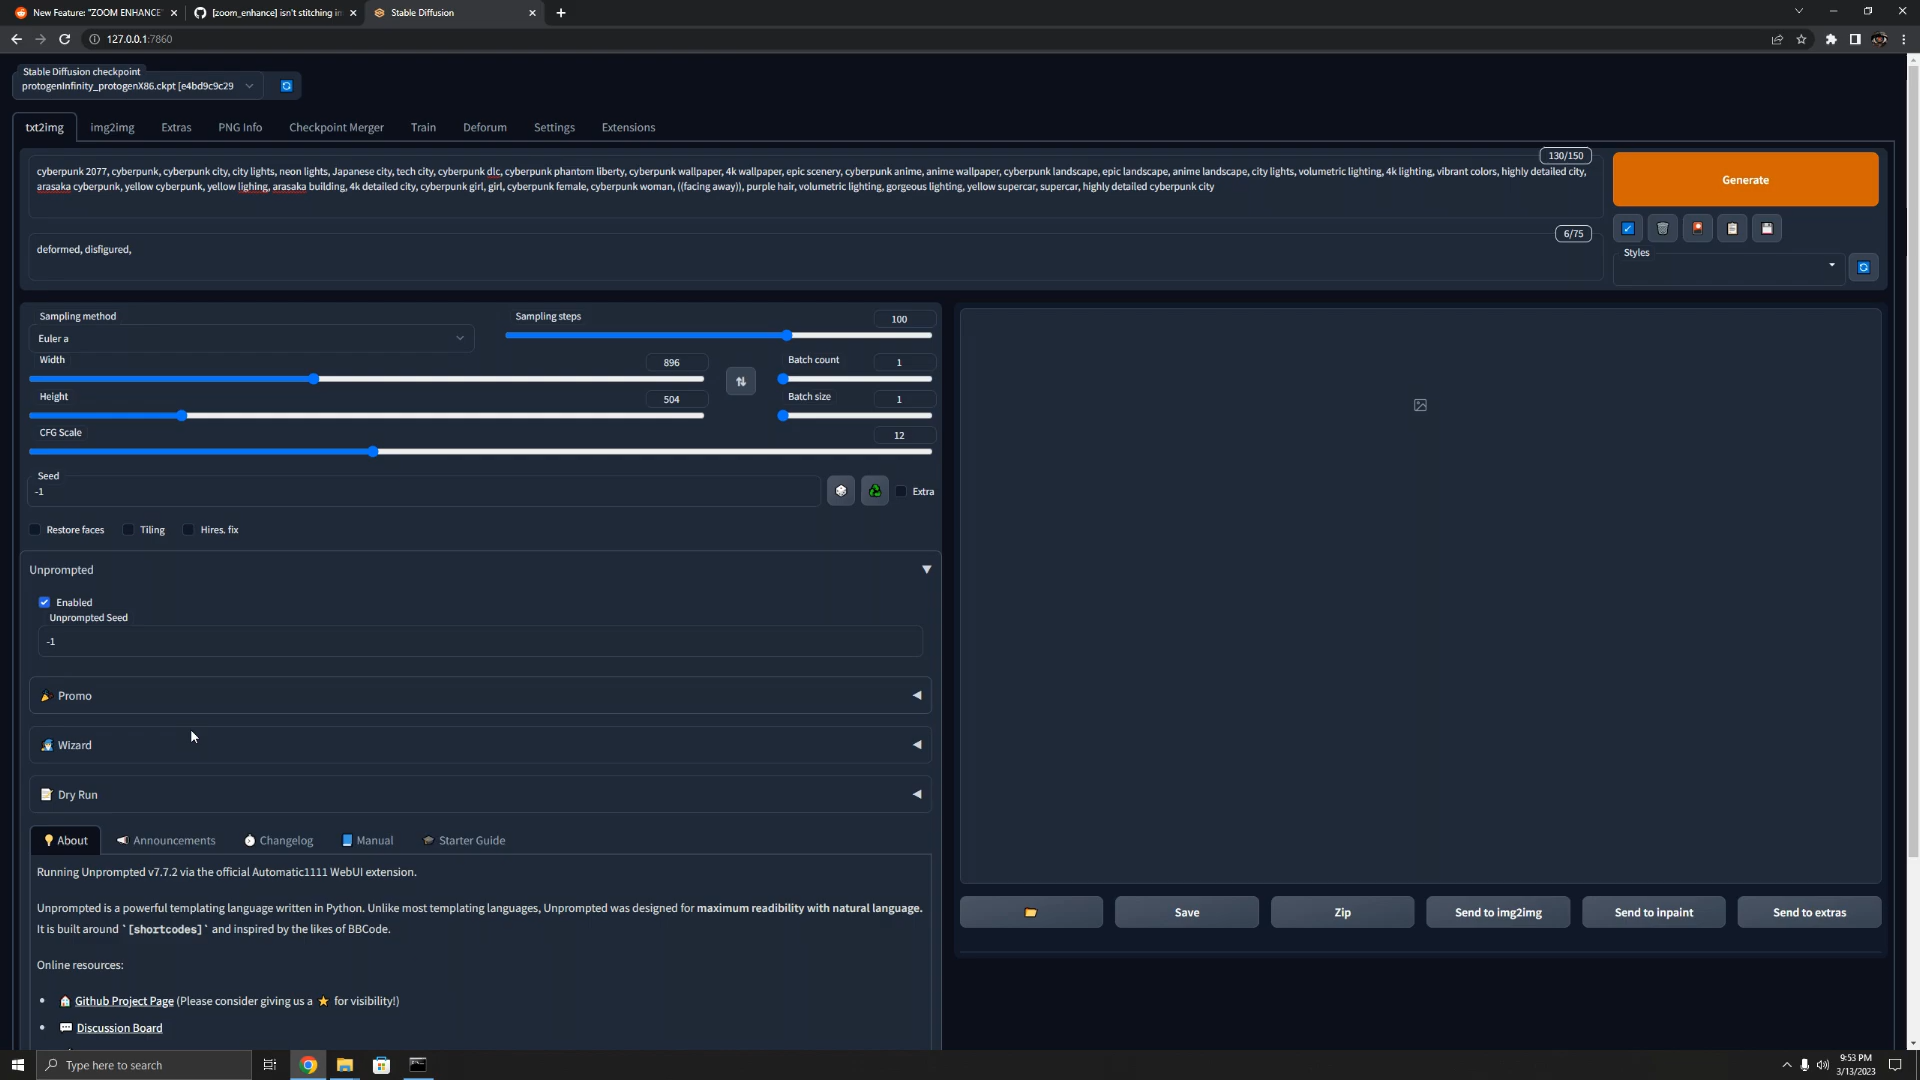 New Feature: "ZOOM ENHANCE"
[zoom_enhance] isn't stitching in
Stable Diffusion
127.0.0.1:7860
Stable Diffusion checkpoint
protogenInfinity_protogenX86.ckpt [e4bd9c9c29
txt2img
img2img
Extras
PNG Info
Checkpoint Merger
Train
Deforum
Settings
Extensions
130/150
cyberpunk 2077, cyberpunk, cyberpunk city, city lights, neon lights, Japanese city, tech city, cyberpunk dlc, cyberpunk phantom liberty, cyberpunk wallpaper, 4k wallpaper, epic scenery, cyberpunk anime, anime wallpaper, cyberpunk landscape, epic landscape, anime landscape, city lights, volumetric lighting, 4k lighting, vibrant colors, highly detailed city,
arasaka cyberpunk, yellow cyberpunk, yellow lighing, arasaka building, 4k detailed city, cyberpunk girl, girl, cyberpunk female, cyberpunk woman, ((facing away)), purple hair, volumetric lighting, gorgeous lighting, yellow supercar, supercar, highly detailed cyberpunk city
Generate
6/75
deformed, disfigured,
Styles
Sampling method
Euler a
Sampling steps
100
Width
896
Batch count
1
Height
504
Batch size
1
CFG Scale
12
Seed
-1
Extra
Restore faces
Tiling
Hires. fix
Unprompted
Enabled
Unprompted Seed
-1
Promo
Wizard
Dry Run
About
Announcements
Changelog
Manual
Starter Guide
Running Unprompted v7.7.2 via the official Automatic1111 WebUI extension.
Unprompted is a powerful templating language written in Python. Unlike most templating languages, Unprompted was designed for maximum readibility with natural language.
It is built around `[shortcodes]` and inspired by the likes of BBCode.
Online resources:
Github Project Page (Please consider giving us a ⭐ for visibility!)
Discussion Board
Save
Zip
Send to img2img
Send to inpaint
Send to extras
Type here to search
9:53 PM
3/13/2023